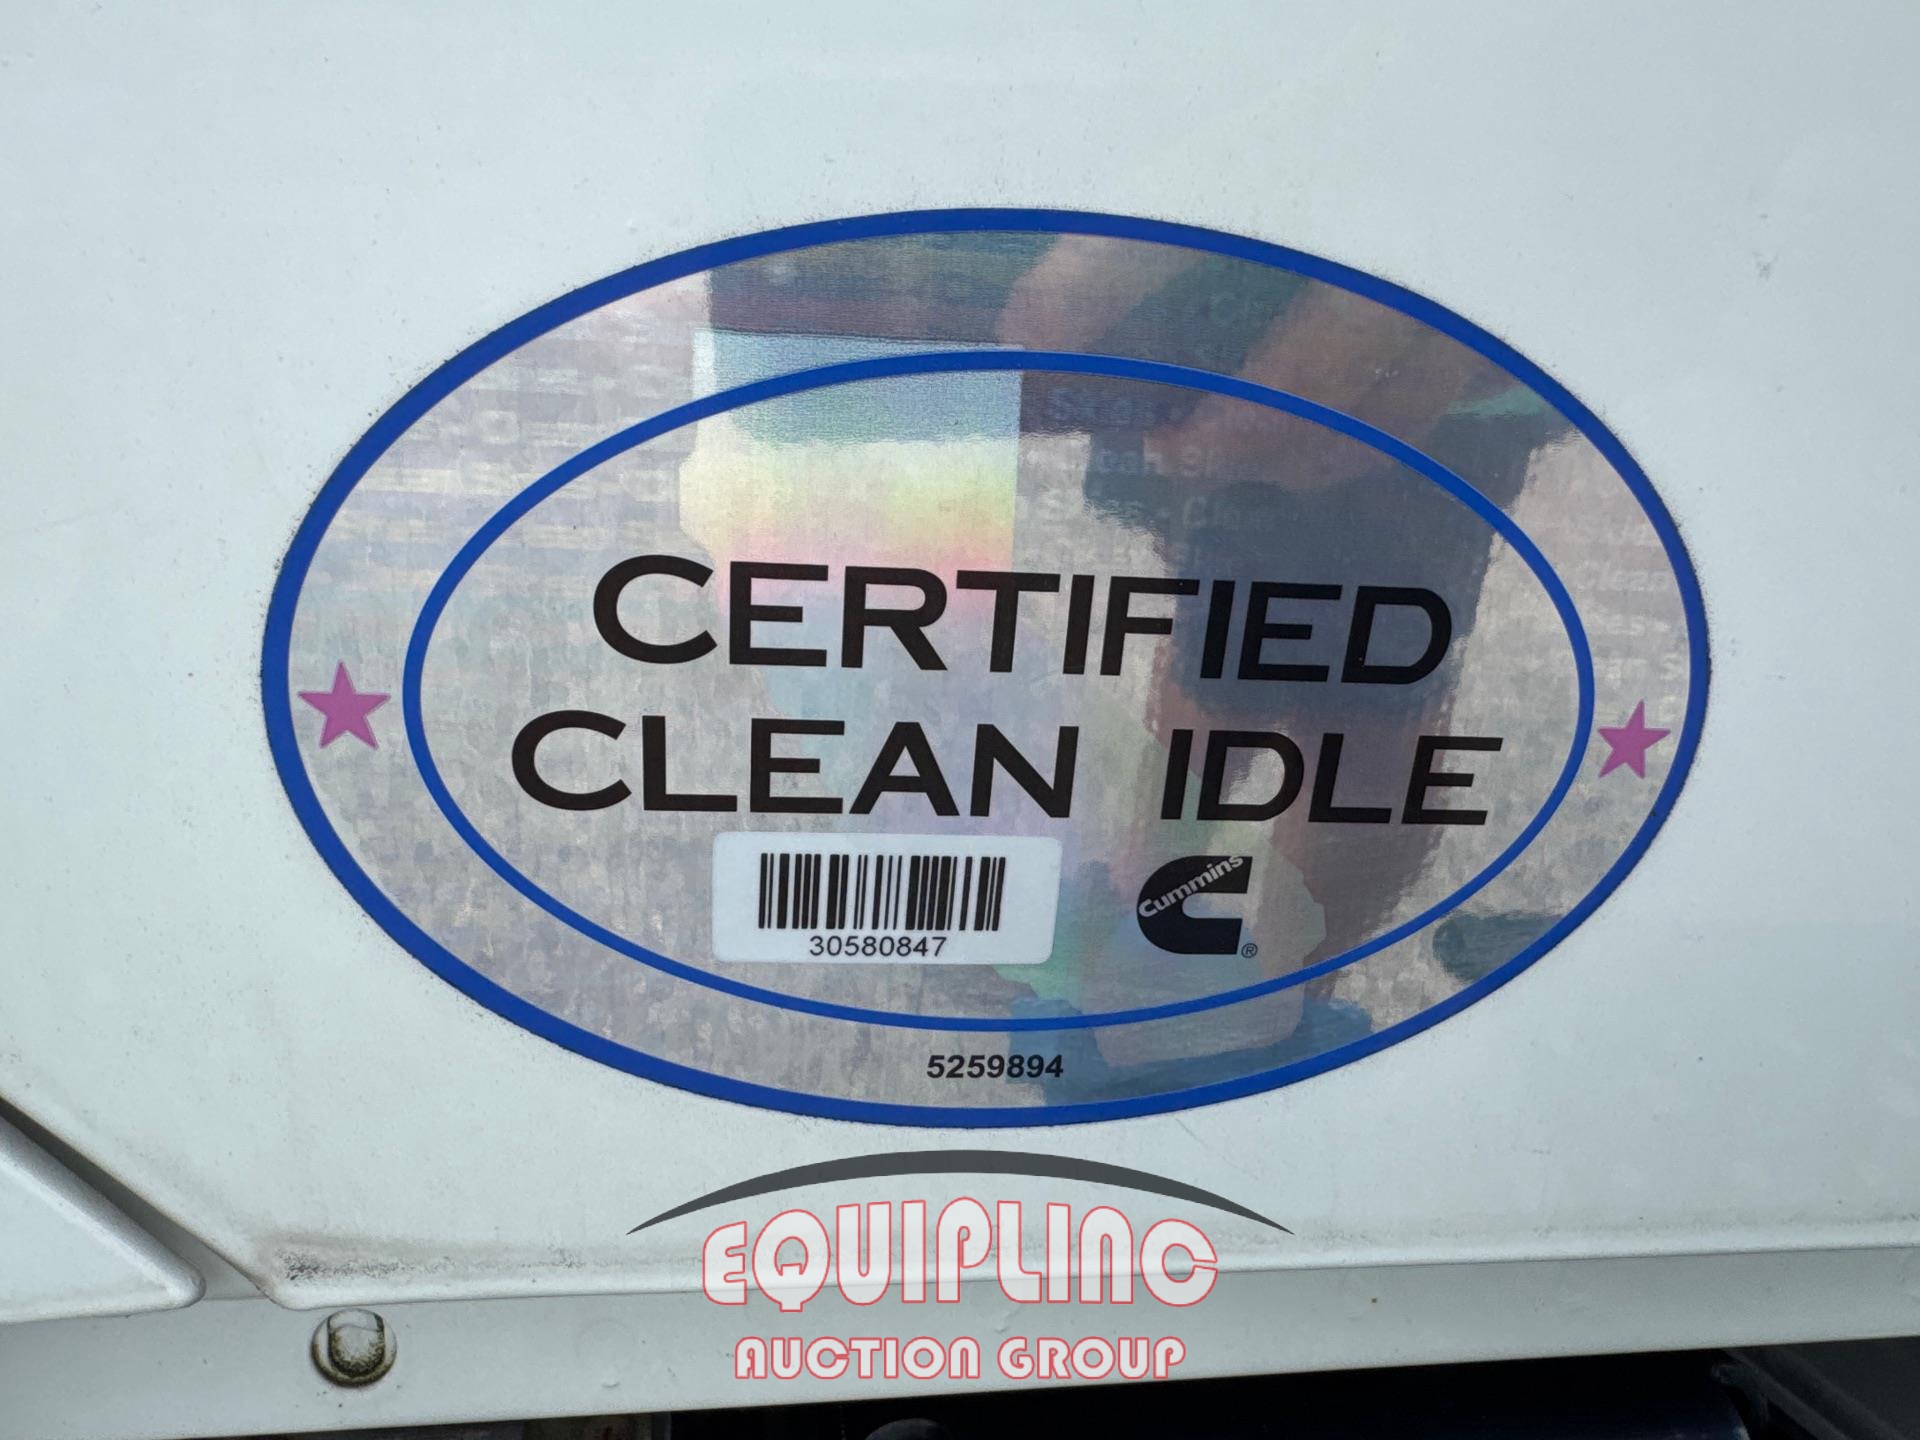 CERTIFIED
CLEAN IDLE
30580847
Cummins
®
5259894
EQUIPLINC
AUCTION GROUP